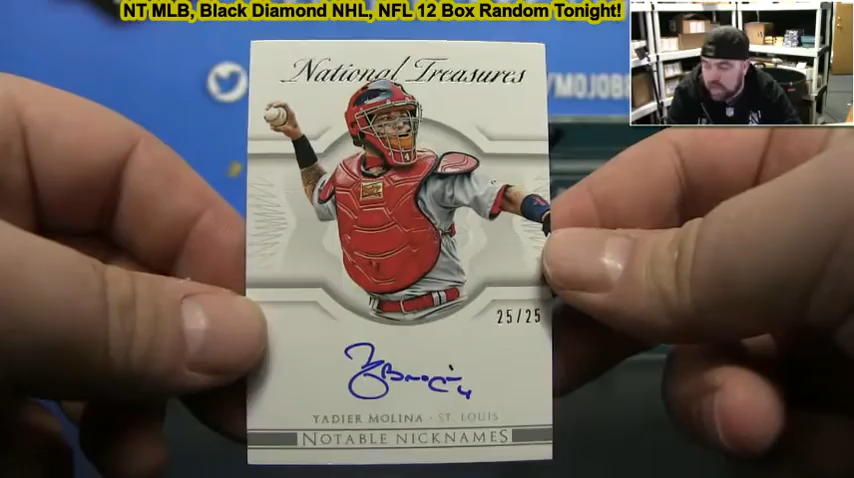 NT MLB, Black Diamond NHL, NFL 12 Box Random Tonight!
National Treasures
MOJOB
25/25
YADIER MOLINA · ST. LOUIS
NOTABLE NICKNAMES